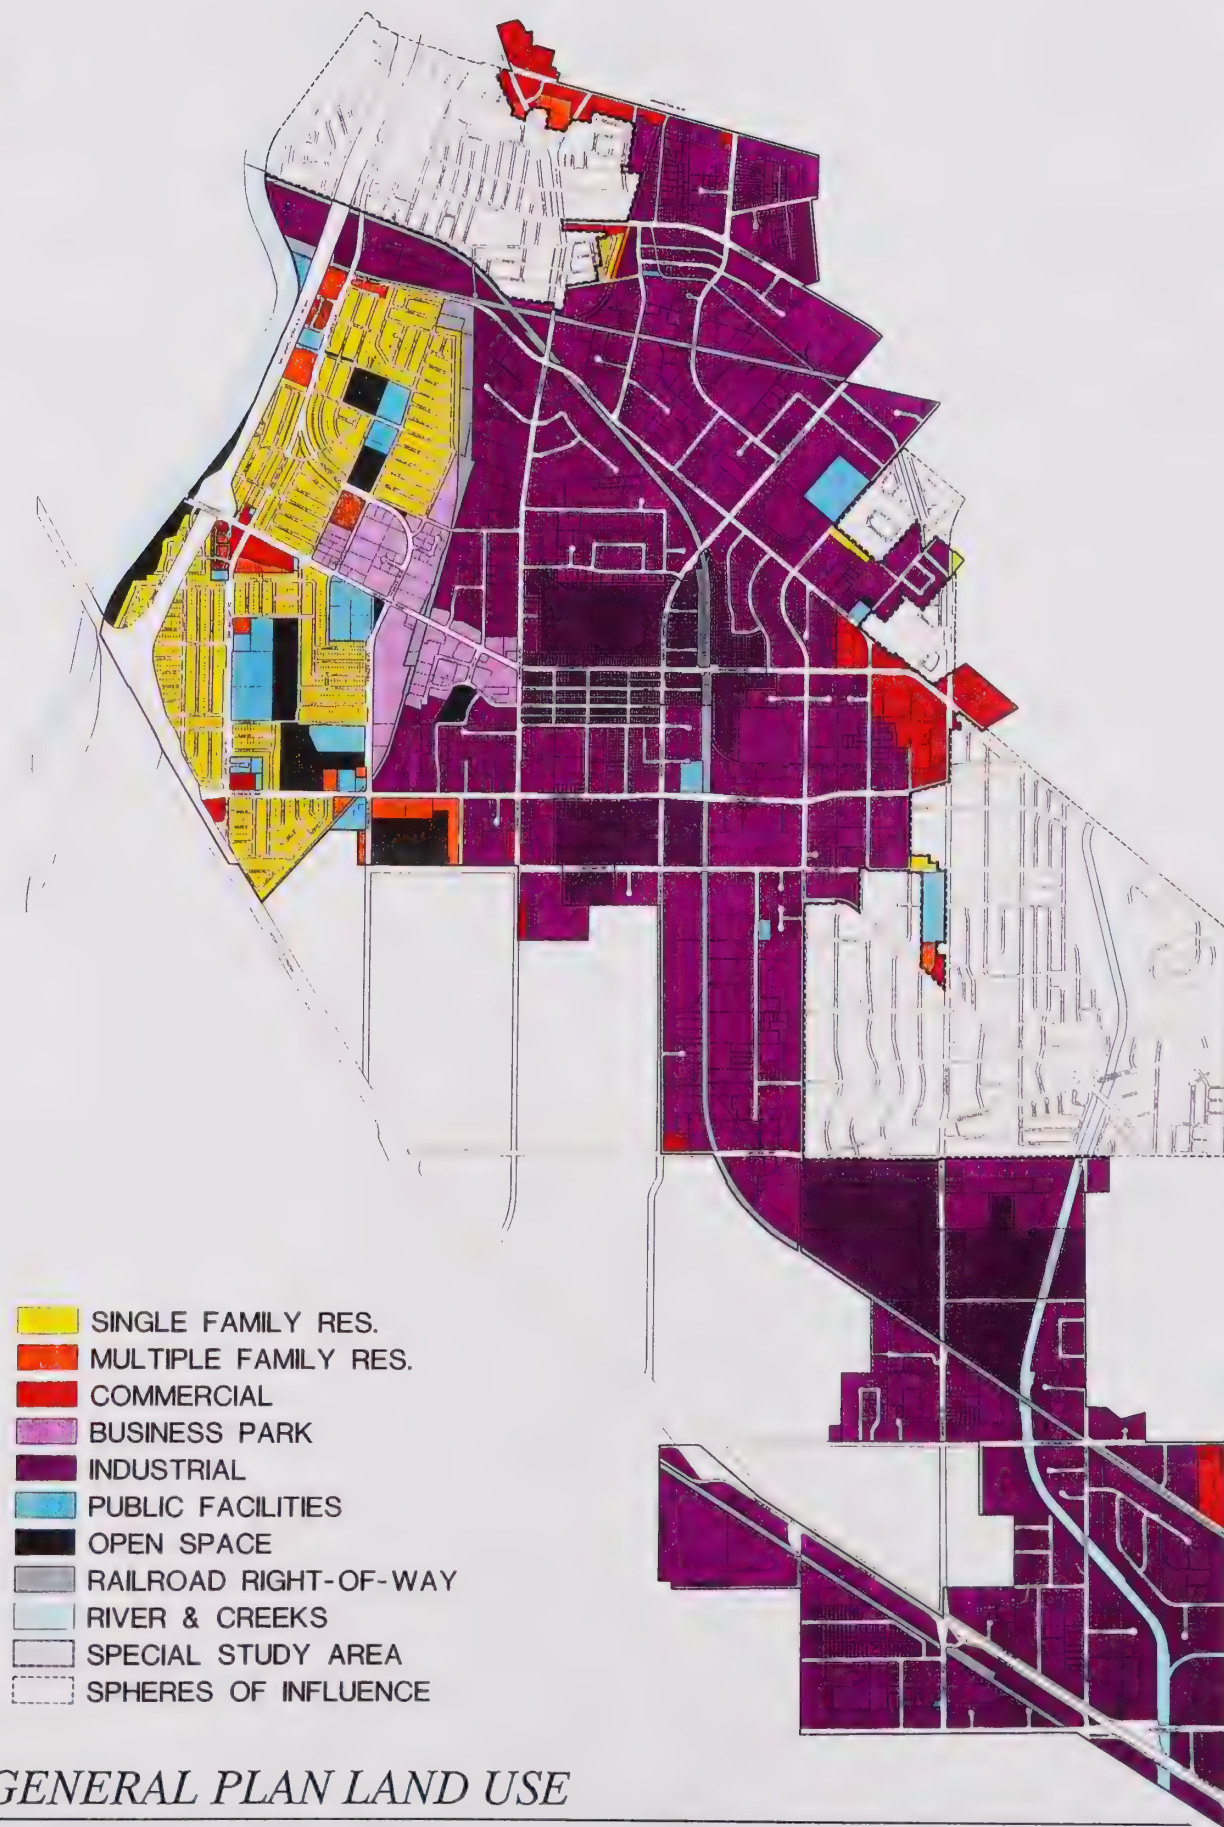 SINGLE FAMILY RES.
MULTIPLE FAMILY RES.
COMMERCIAL
BUSINESS PARK
INDUSTRIAL
PUBLIC FACILITIES
OPEN SPACE
RAILROAD RIGHT-OF-WAY
RIVER & CREEKS
SPECIAL STUDY AREA
SPHERES OF INFLUENCE
GENERAL PLAN LAND USE